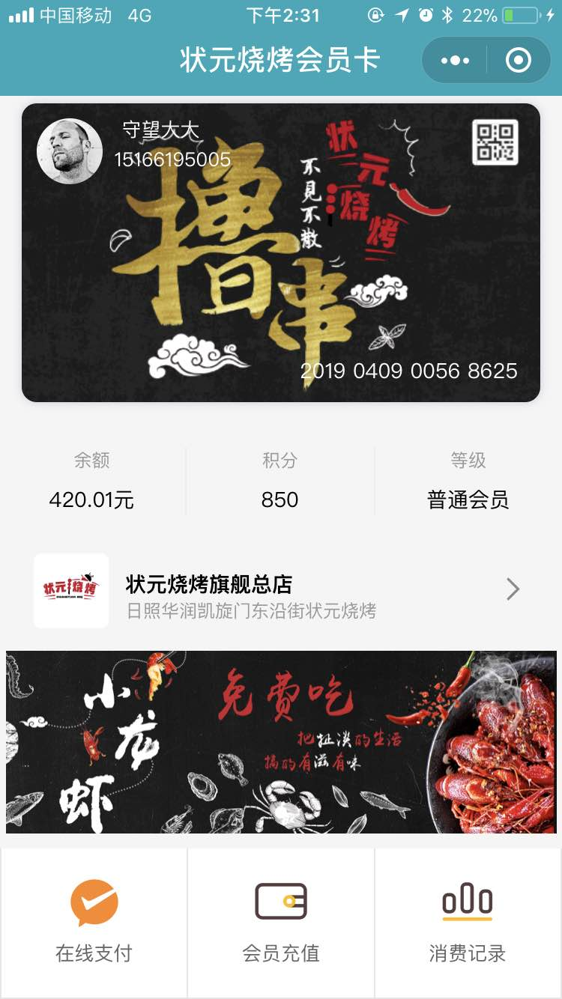 中国移动 4G 下午2:31 22%
状元烧烤会员卡
守望大大
15166195005
撸串
不見不散
状元烧烤
2019 0409 0056 8625
余额 积分 等级
420.01元 850 普通会员
状元烧烤
状元烧烤旗舰总店
日照华润凯旋门东沿街状元烧烤
小龙虾
免费吃
把扯淡的生活
搞的有滋有味
在线支付 会员充值 消费记录